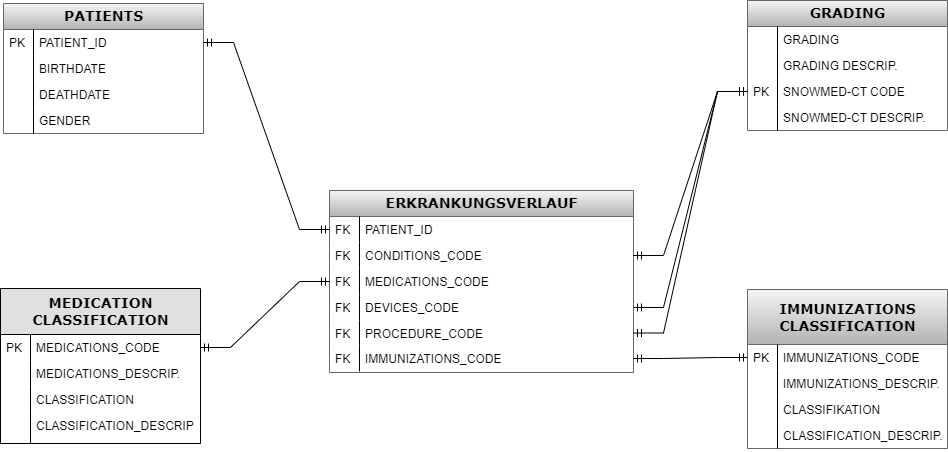 PATIENTS
PK PATIENT_ID
BIRTHDATE
DEATHDATE
GENDER
GRADING
GRADING
GRADING DESCRIP.
PK SNOWMED-CT CODE
SNOWMED-CT DESCRIP.
ERKRANKUNGSVERLAUF
FK PATIENT_ID
FK CONDITIONS_CODE
FK MEDICATIONS_CODE
FK DEVICES_CODE
FK PROCEDURE_CODE
FK IMMUNIZATIONS_CODE
MEDICATION
CLASSIFICATION
PK MEDICATIONS_CODE
MEDICATIONS_DESCRIP.
CLASSIFICATION
CLASSIFICATION_DESCRIP
IMMUNIZATIONS
CLASSIFICATION
PK IMMUNIZATIONS_CODE
IMMUNIZATIONS_DESCRIP.
CLASSIFIKATION
CLASSIFICATION_DESCRIP.